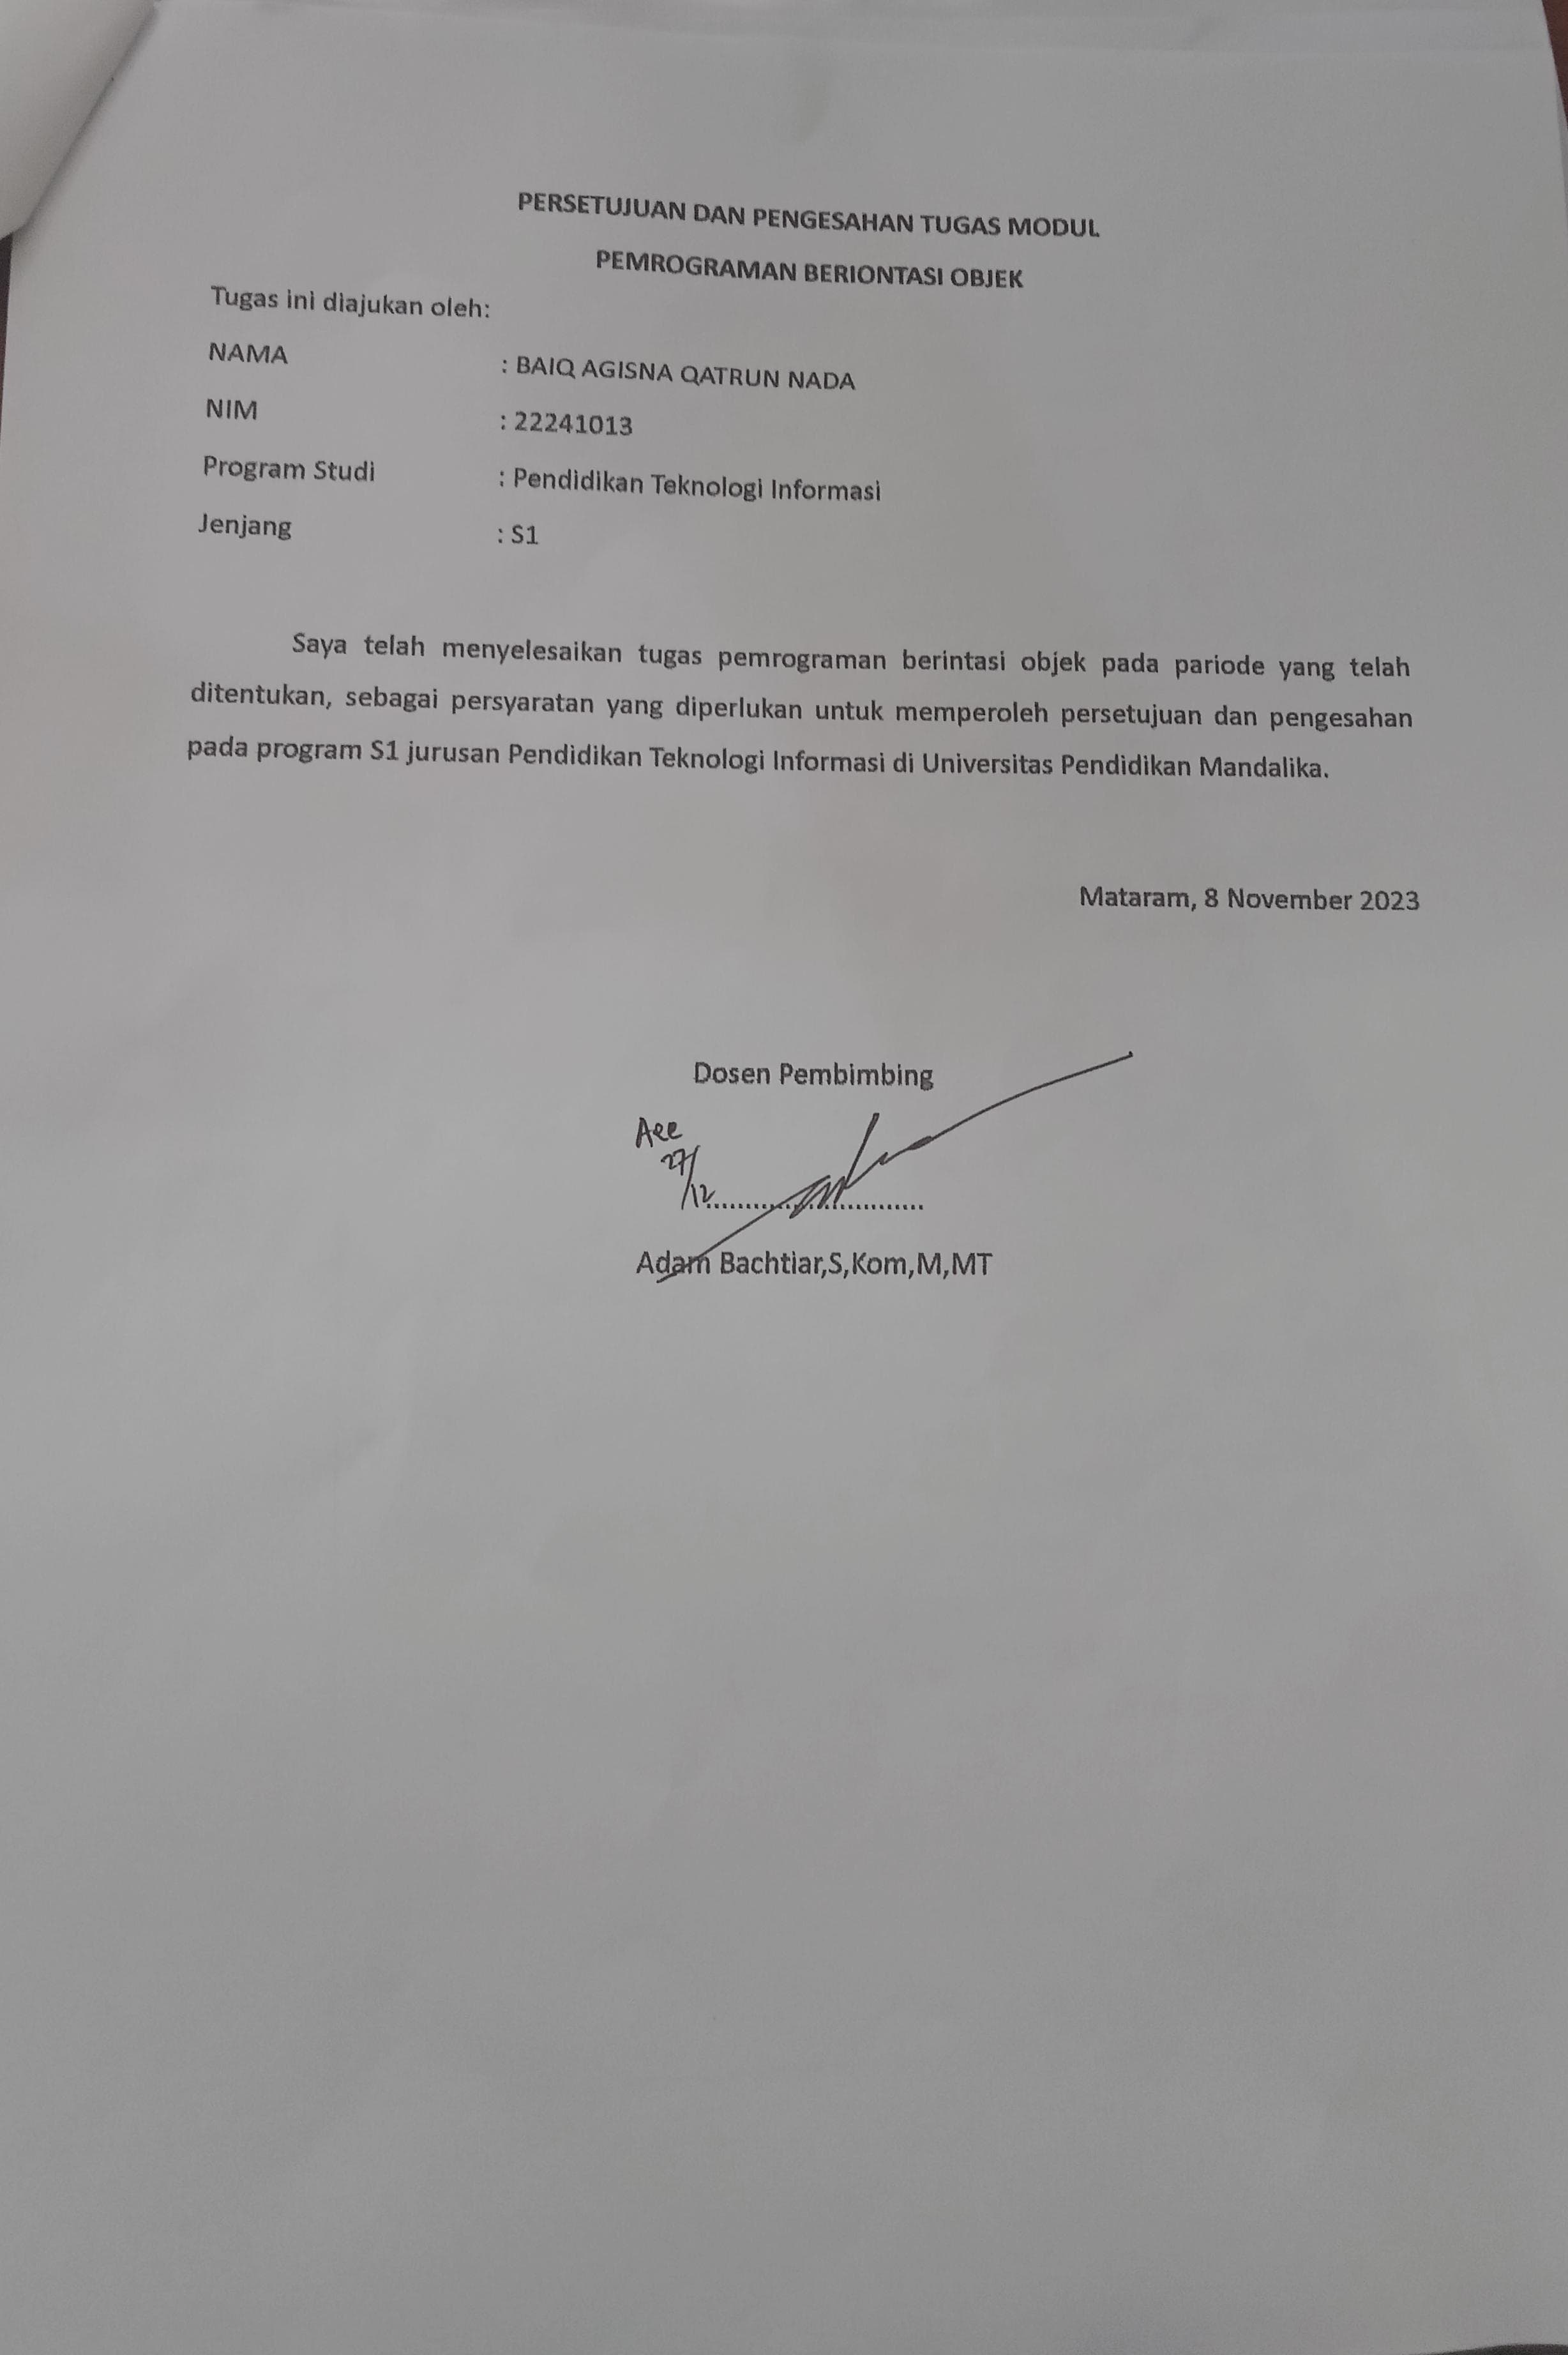 PERSETUJUAN DAN PENGESAHAN TUGAS MODUL
PEMROGRAMAN BERIONTASI OBJEK
Tugas ini diajukan oleh:
NAMA : BAIQ AGISNA QATRUN NADA
NIM : 22241013
Program Studi : Pendidikan Teknologi Informasi
Jenjang : S1
Saya telah menyelesaikan tugas pemrograman berintasi objek pada pariode yang telah
ditentukan, sebagai persyaratan yang diperlukan untuk memperoleh persetujuan dan pengesahan
pada program S1 jurusan Pendidikan Teknologi Informasi di Universitas Pendidikan Mandalika.
Mataram, 8 November 2023
Dosen Pembimbing
Acc
27/12
Adam Bachtiar,S,Kom,M,MT